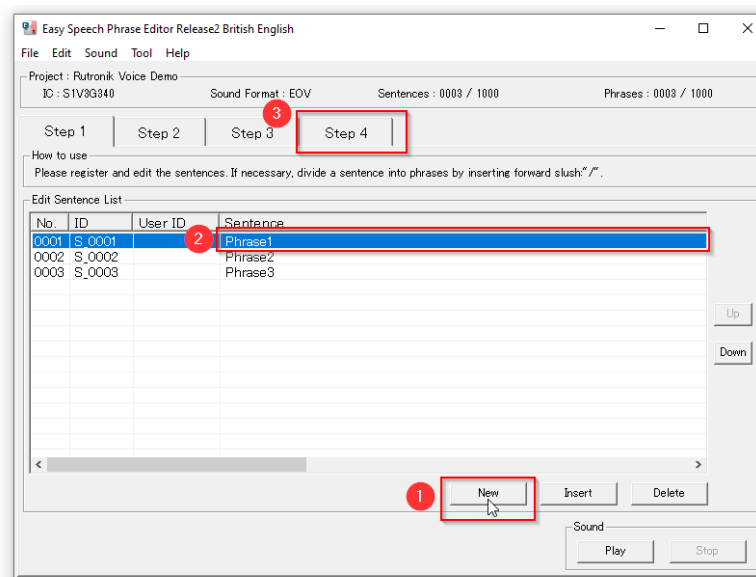 Easy Speech Phrase Editor Release2 British English
File Edit Sound Tool Help
Project : Rutronik Voice Demo
IC : S1V3G340 Sound Format : EOV Sentences : 0003 / 1000 Phrases : 0003 / 1000
3
Step 1 Step 2 Step 3 Step 4
How to use
Please register and edit the sentences. If necessary, divide a sentence into phrases by inserting forward slush:"/".
Edit Sentence List
No. ID User ID Sentence
0001 S_0001 2 Phrase1
0002 S_0002 Phrase2
0003 S_0003 Phrase3
Up
Down
1 New Insert Delete
Sound
Play Stop